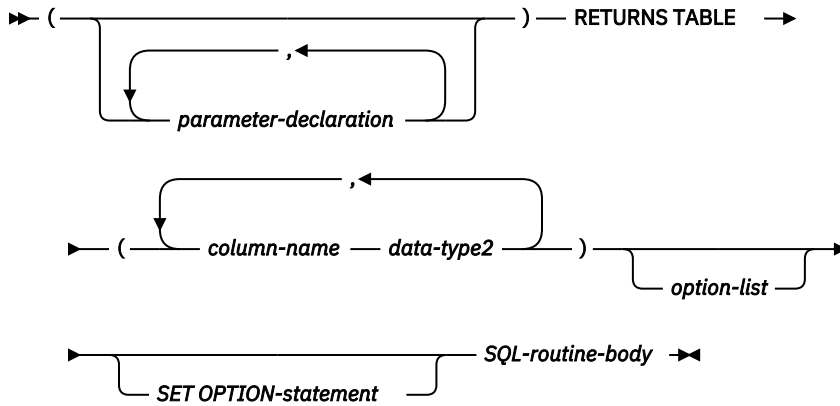 ( ) RETURNS TABLE
,
parameter-declaration
,
( column-name data-type2 )
option-list
SQL-routine-body
SET OPTION-statement